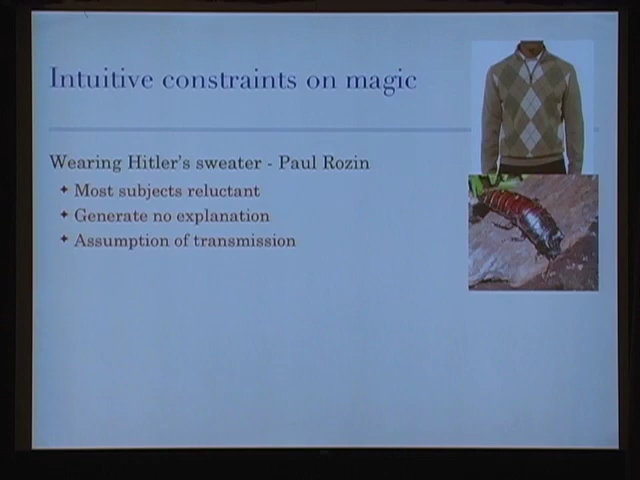 Intuitive constraints on magic
Wearing Hitler's sweater - Paul Rozin
Most subjects reluctant
Generate no explanation
Assumption of transmission